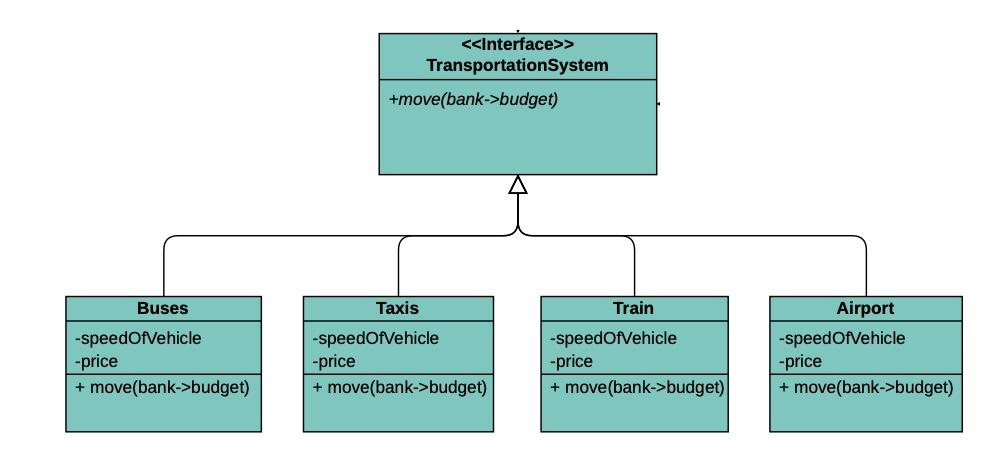 <<Interface>>
TransportationSystem
+move(bank->budget)
Buses
-speedOfVehicle
-price
+ move(bank->budget)
Taxis
-speedOfVehicle
-price
+ move(bank->budget)
Train
-speedOfVehicle
-price
+ move(bank->budget)
Airport
-speedOfVehicle
-price
+ move(bank->budget)